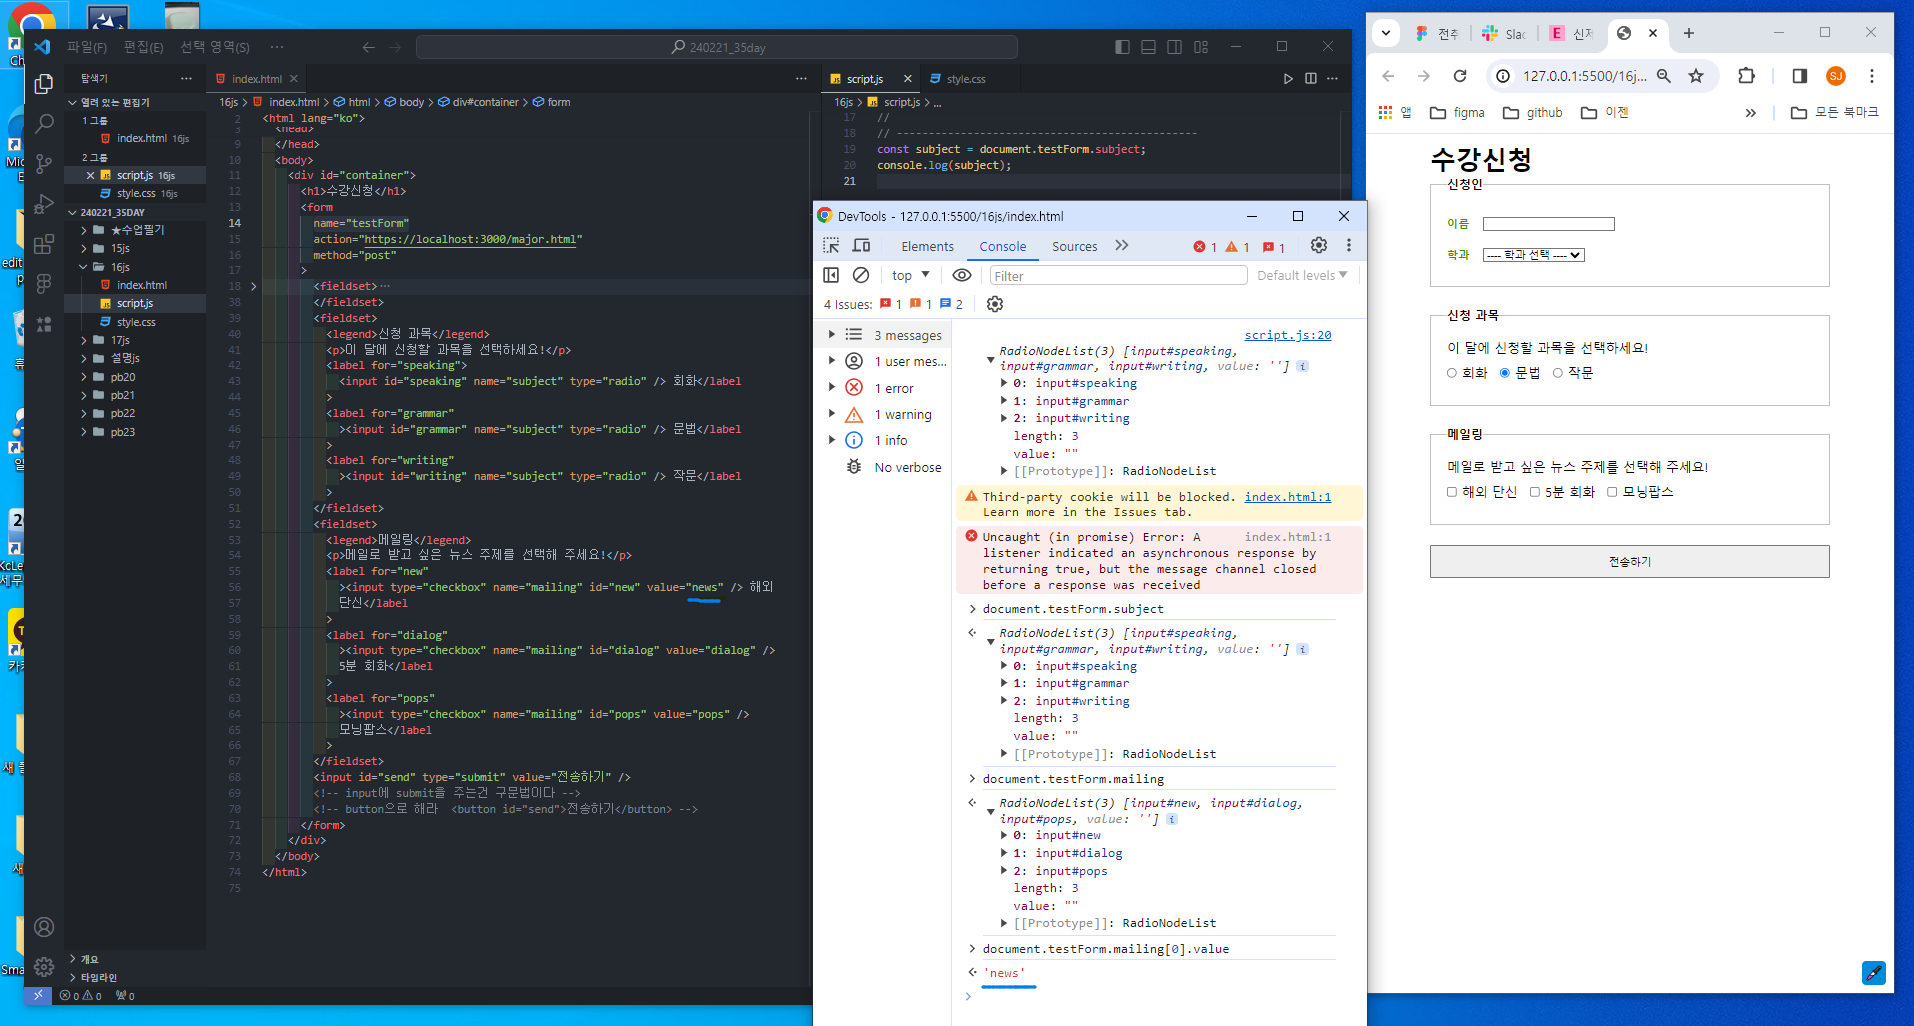 파일(F) 편집(E) 선택 영역(S) ··· 240221_35day
탐색기 ···
열려 있는 편집기
1 그룹
index.html 16js
2 그룹
script.js 16js
style.css 16js
240221_35DAY
★수업필기
15js
16js
index.html
script.js
style.css
17js
설명js
pb20
pb21
pb22
pb23
개요
타임라인
0 0 0
index.html ···
16js > index.html > html > body > div#container > form
2 <html lang="ko">
3 <head>
9 </head>
10 <body>
11 <div id="container">
12 <h1>수강신청</h1>
13 <form
14 name="testForm"
15 action="https://localhost:3000/major.html"
16 method="post"
17 >
18 <fieldset>···
38 </fieldset>
39 <fieldset>
40 <legend>신청 과목</legend>
41 <p>이 달에 신청할 과목을 선택하세요!</p>
42 <label for="speaking">
43 <input id="speaking" name="subject" type="radio" /> 회화</label
44 >
45 <label for="grammar"
46 ><input id="grammar" name="subject" type="radio" /> 문법</label
47 >
48 <label for="writing"
49 ><input id="writing" name="subject" type="radio" /> 작문</label
50 >
51 </fieldset>
52 <fieldset>
53 <legend>메일링</legend>
54 <p>메일로 받고 싶은 뉴스 주제를 선택해 주세요!</p>
55 <label for="new"
56 ><input type="checkbox" name="mailing" id="new" value="news" /> 해외
57 단신</label
58 >
59 <label for="dialog"
60 ><input type="checkbox" name="mailing" id="dialog" value="dialog" />
61 5분 회화</label
62 >
63 <label for="pops"
64 ><input type="checkbox" name="mailing" id="pops" value="pops" />
65 모닝팝스</label
66 >
67 </fieldset>
68 <input id="send" type="submit" value="전송하기" />
69 <!-- input에 submit을 주는건 구문법이다 -->
70 <!-- button으로 해라 <button id="send">전송하기</button> -->
71 </form>
72 </div>
73 </body>
74 </html>
75
script.js style.css ···
16js > script.js > ...
17 //
18 // -----------------------------------------------
19 const subject = document.testForm.subject;
20 console.log(subject);
21
DevTools - 127.0.0.1:5500/16js/index.html
Elements Console Sources 1 1 1
top Filter Default levels
4 Issues: 1 1 2
3 messages
1 user mes...
1 error
1 warning
1 info
No verbose
script.js:20
RadioNodeList(3) [input#speaking,
input#grammar, input#writing, value: '']
0: input#speaking
1: input#grammar
2: input#writing
length: 3
value: ""
[[Prototype]]: RadioNodeList
Third-party cookie will be blocked. index.html:1
Learn more in the Issues tab.
Uncaught (in promise) Error: A index.html:1
listener indicated an asynchronous response by
returning true, but the message channel closed
before a response was received
document.testForm.subject
RadioNodeList(3) [input#speaking,
input#grammar, input#writing, value: '']
0: input#speaking
1: input#grammar
2: input#writing
length: 3
value: ""
[[Prototype]]: RadioNodeList
document.testForm.mailing
RadioNodeList(3) [input#new, input#dialog,
input#pops, value: '']
0: input#new
1: input#dialog
2: input#pops
length: 3
value: ""
[[Prototype]]: RadioNodeList
document.testForm.mailing[0].value
'news'
전추 Slac 신제
127.0.0.1:5500/16j... SJ
앱 figma github 이젠 모든 북마크
수강신청
신청인
이름
학과 ---- 학과 선택 ----
신청 과목
이 달에 신청할 과목을 선택하세요!
회화 문법 작문
메일링
메일로 받고 싶은 뉴스 주제를 선택해 주세요!
해외 단신 5분 회화 모닝팝스
전송하기